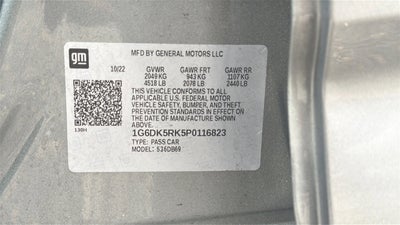 gm
MFD BY GENERAL MOTORS LLC
10/22 GVWR GAWR FRT GAWR RR
2049 KG 943 KG 1107 KG
4518 LB 2078 LB 2440 LB
THIS VEHICLE CONFORMS TO ALL
APPLICABLE U.S. FEDERAL MOTOR
VEHICLE SAFETY, BUMPER, AND THEFT
PREVENTION STANDARDS IN EFFECT ON
THE DATE OF MANUFACTURE SHOWN ABOVE.
1G6DK5RK5P0116823
TYPE: PASS CAR
MODEL: 6DB69